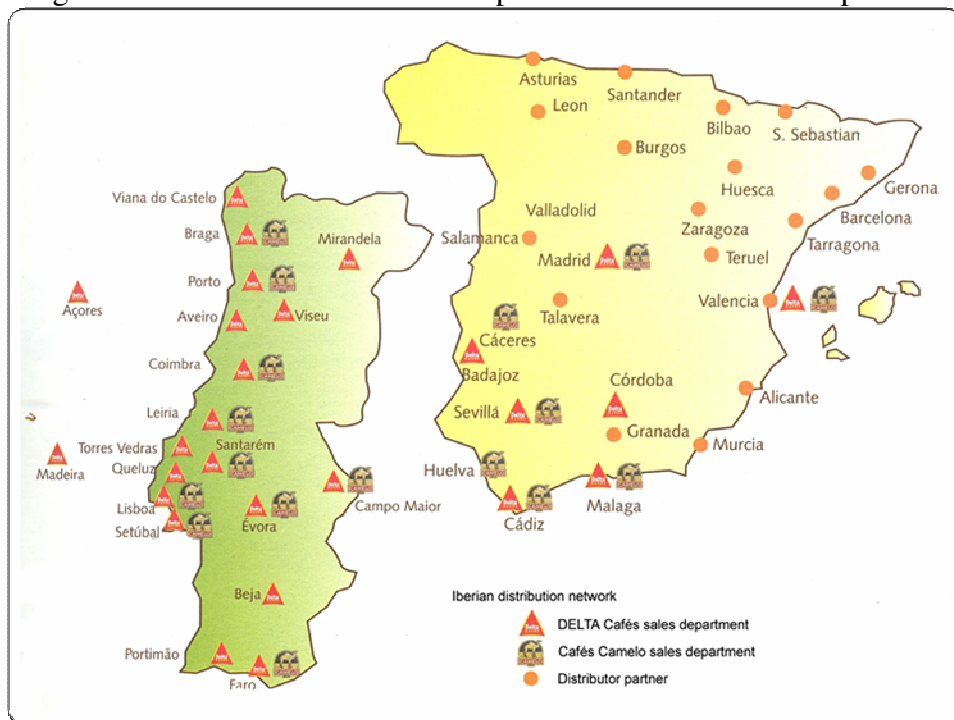 Asturias
Santander
Leon
Bilbao
S. Sebastian
Burgos
Huesca
Gerona
Viana do Castelo
Valladolid
Barcelona
Braga
Mirandela
Salamanca
Zaragoza
Tarragona
Madrid
Teruel
Porto
Valencia
Açores
Aveiro
Viseu
Talavera
Cáceres
Coimbra
Badajoz
Córdoba
Alicante
Leiria
Sevillá
Granada
Murcia
Torres Vedras
Santarém
Queluz
Madeira
Huelva
Lisboa
Campo Maior
Malaga
Setúbal
Évora
Cádiz
Beja
Iberian distribution network
DELTA Cafés sales department
Cafés Camelo sales department
Distributor partner
Portimão
Faro